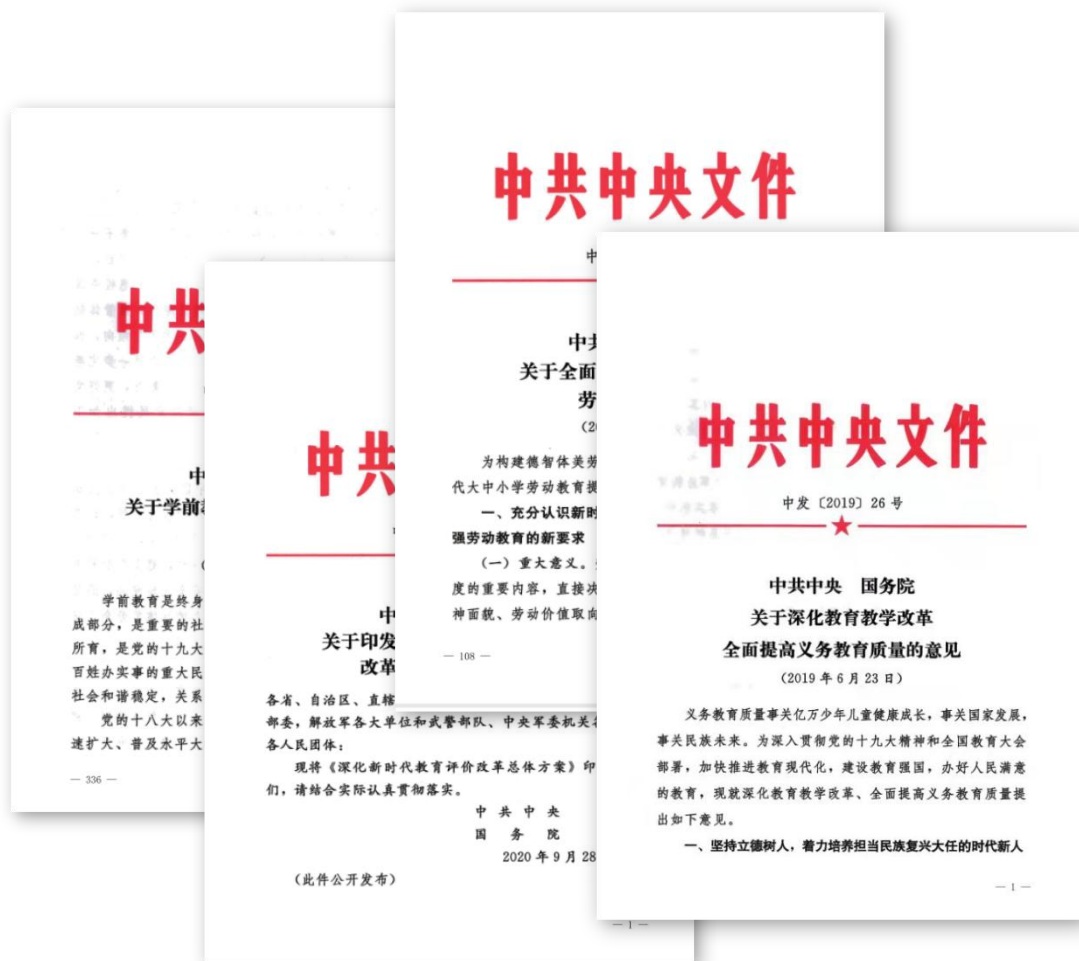 中共
中
关于学前
学前教育是终身
成部分，是重要的社
所有，是党的十九大
百姓办实事的重大民
社会和谐稳定，关系
党的十八大以来
速扩大、普及水平大
— 336 —
中共
中
关于印发
改革
各省、自治区、直辖
部委，解放军各大单位和武警部队、中央军委机关
各人民团体：
现将《深化新时代教育评价改革总体方案》印
们，请结合实际认真贯彻落实。
中 共 中 央
国 务 院
2020 年 9 月 28
（此件公开发布）
— 1 —
中共中央文件
中
中共
关于全面
劳
（20
为构建德智体美劳
代大中小学劳动教育提
一、充分认识新时
强劳动教育的新要求
（一）重大意义。
度的重要内容，直接决
神面貌、劳动价值取向
— 108 —
中共中央文件
中发〔2019〕26 号
中共中央 国务院
关于深化教育教学改革
全面提高义务教育质量的意见
（2019 年 6 月 23 日）
义务教育质量事关亿万少年儿童健康成长，事关国家发展，
事关民族未来。为深入贯彻党的十九大精神和全国教育大会
部署，加快推进教育现代化，建设教育强国，办好人民满意
的教育，现就深化教育教学改革、全面提高义务教育质量提
出如下意见。
一、坚持立德树人，着力培养担当民族复兴大任的时代新人
— 1 —